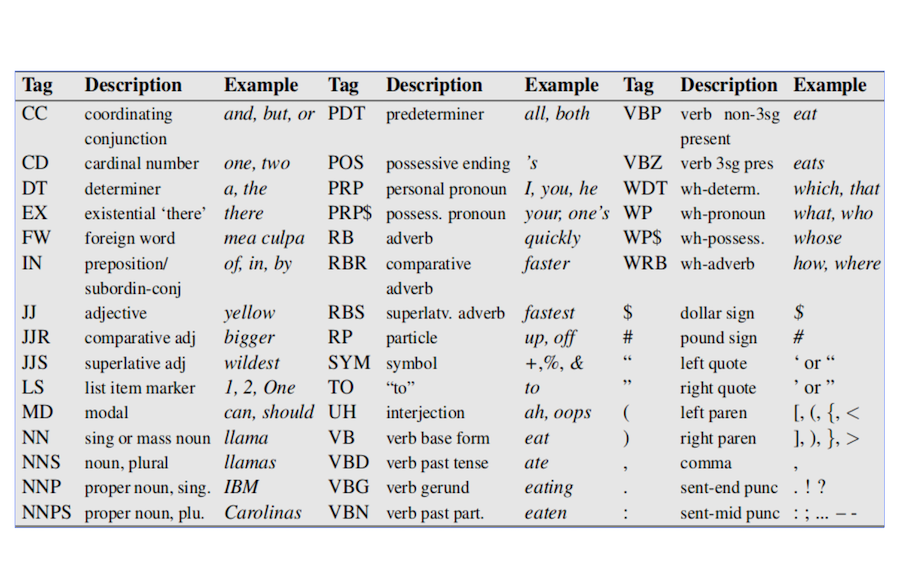 Tag Description Example Tag Description Example Tag Description Example
CC coordinating and, but, or PDT predeterminer all, both VBP verb non-3sg eat
conjunction present
CD cardinal number one, two POS possessive ending ’s VBZ verb 3sg pres eats
DT determiner a, the PRP personal pronoun I, you, he WDT wh-determ. which, that
EX existential ‘there’ there PRP$ possess. pronoun your, one’s WP wh-pronoun what, who
FW foreign word mea culpa RB adverb quickly WP$ wh-possess. whose
IN preposition/ of, in, by RBR comparative faster WRB wh-adverb how, where
subordin-conj adverb
JJ adjective yellow RBS superlatv. adverb fastest $ dollar sign $
JJR comparative adj bigger RP particle up, off # pound sign #
JJS superlative adj wildest SYM symbol +,%, & “ left quote ‘ or “
LS list item marker 1, 2, One TO “to” to ” right quote ’ or ”
MD modal can, should UH interjection ah, oops ( left paren [, (, {, <
NN sing or mass noun llama VB verb base form eat ) right paren ], ), }, >
NNS noun, plural llamas VBD verb past tense ate , comma ,
NNP proper noun, sing. IBM VBG verb gerund eating . sent-end punc . ! ?
NNPS proper noun, plu. Carolinas VBN verb past part. eaten : sent-mid punc : ; ... – -